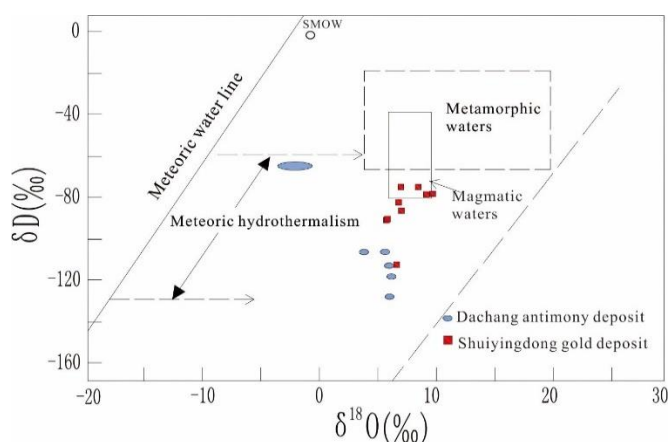 SMOW
0
-40
-80
-120
-160
δD(‰)
Meteoric water line
Metamorphic
waters
Magmatic
waters
Meteoric hydrothermalism
Dachang antimony deposit
Shuiyingdong gold deposit
-20
-10
0
10
20
30
δ18O(‰)